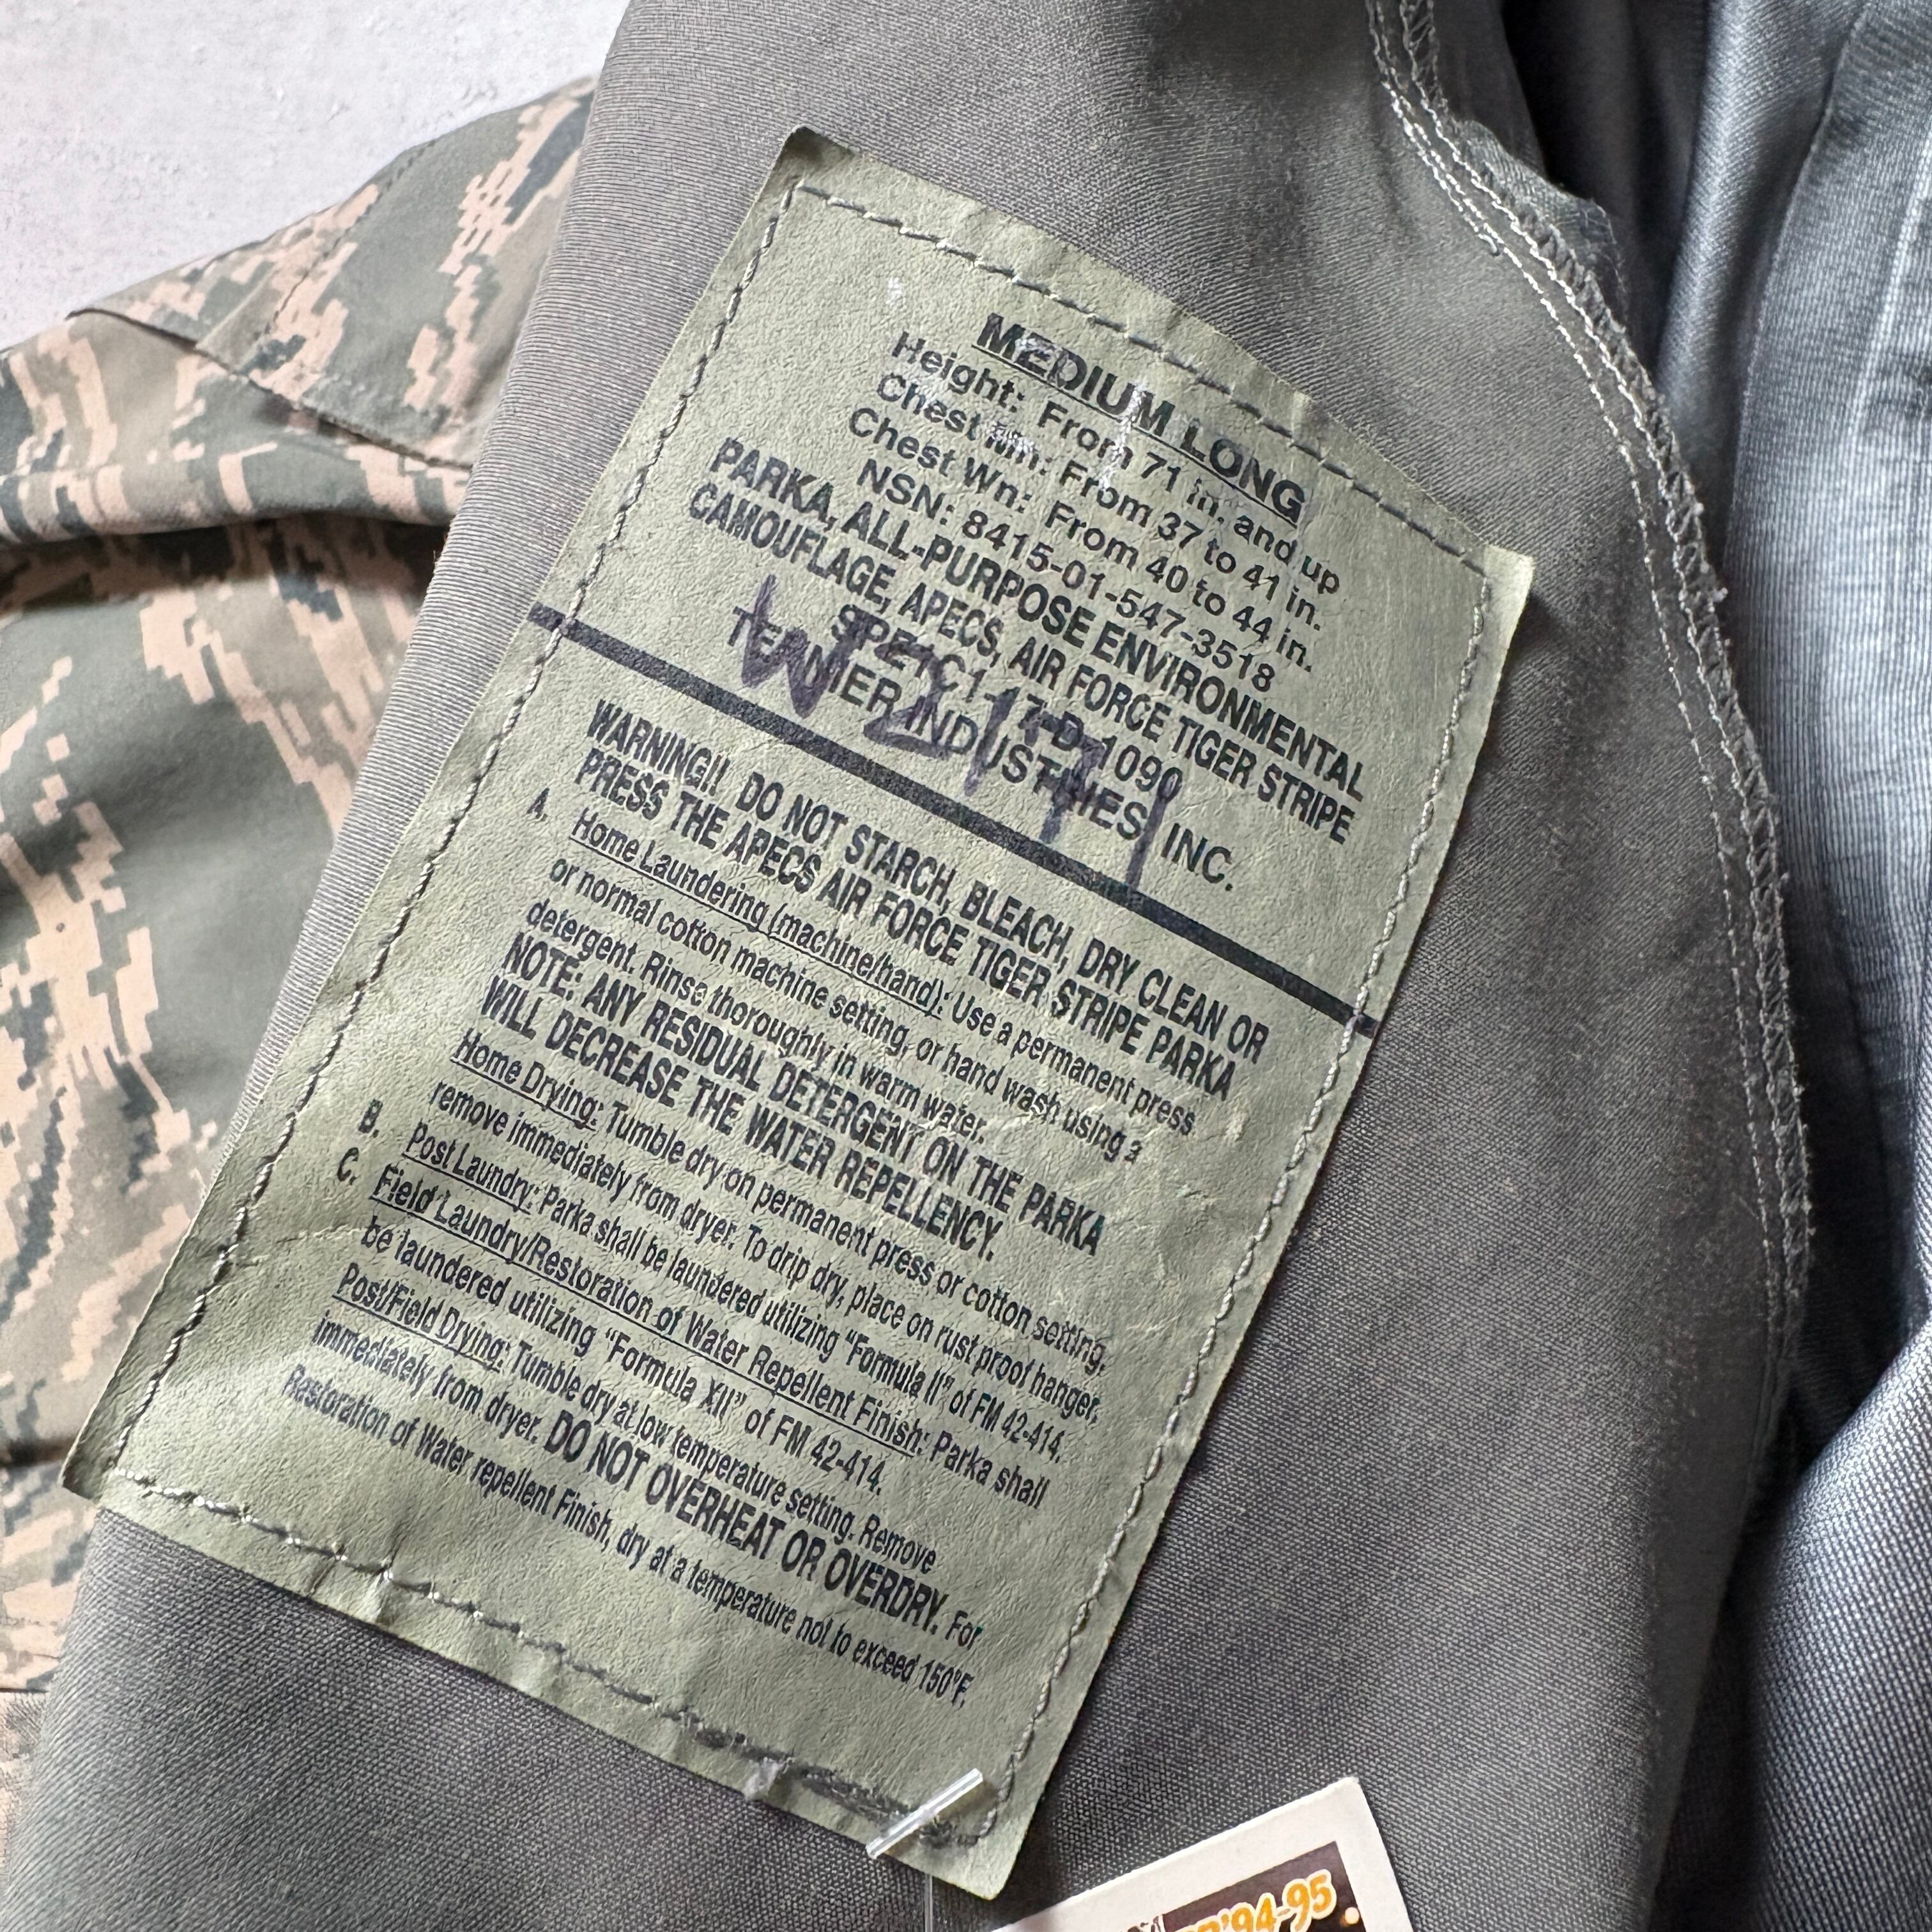 MEDIUM LONG
Height: From 71 in. and up
Chest Mn: From 37 to 41 in.
Chest Wn: From 40 to 44 in.
NSN: 8415-01-547-3518
PARKA, ALL-PURPOSE ENVIRONMENTAL
CAMOUFLAGE, APECS, AIR FORCE TIGER STRIPE
SPE1C1-17-D-1090
TENNIER INDUSTRIES INC.
WARNING!! DO NOT STARCH, BLEACH, DRY CLEAN OR
PRESS THE APECS AIR FORCE TIGER STRIPE PARKA
A. Home Laundering (machine/hand): Use a permanent press
or normal cotton machine setting, or hand wash using a
detergent. Rinse thoroughly in warm water.
NOTE: ANY RESIDUAL DETERGENT ON THE PARKA
WILL DECREASE THE WATER REPELLENCY.
Home Drying: Tumble dry on permanent press or cotton setting,
remove immediately from dryer. To drip dry, place on rust proof hanger.
B. Post Laundry: Parka shall be laundered utilizing "Formula II" of FM 42-414.
C. Field Laundry/Restoration of Water Repellent Finish: Parka shall
be laundered utilizing "Formula XII" of FM 42-414.
Post/Field Drying: Tumble dry at low temperature setting. Remove
immediately from dryer. DO NOT OVERHEAT OR OVERDRY. For
Restoration of Water repellent Finish, dry at a temperature not to exceed 150°F.
'94-95